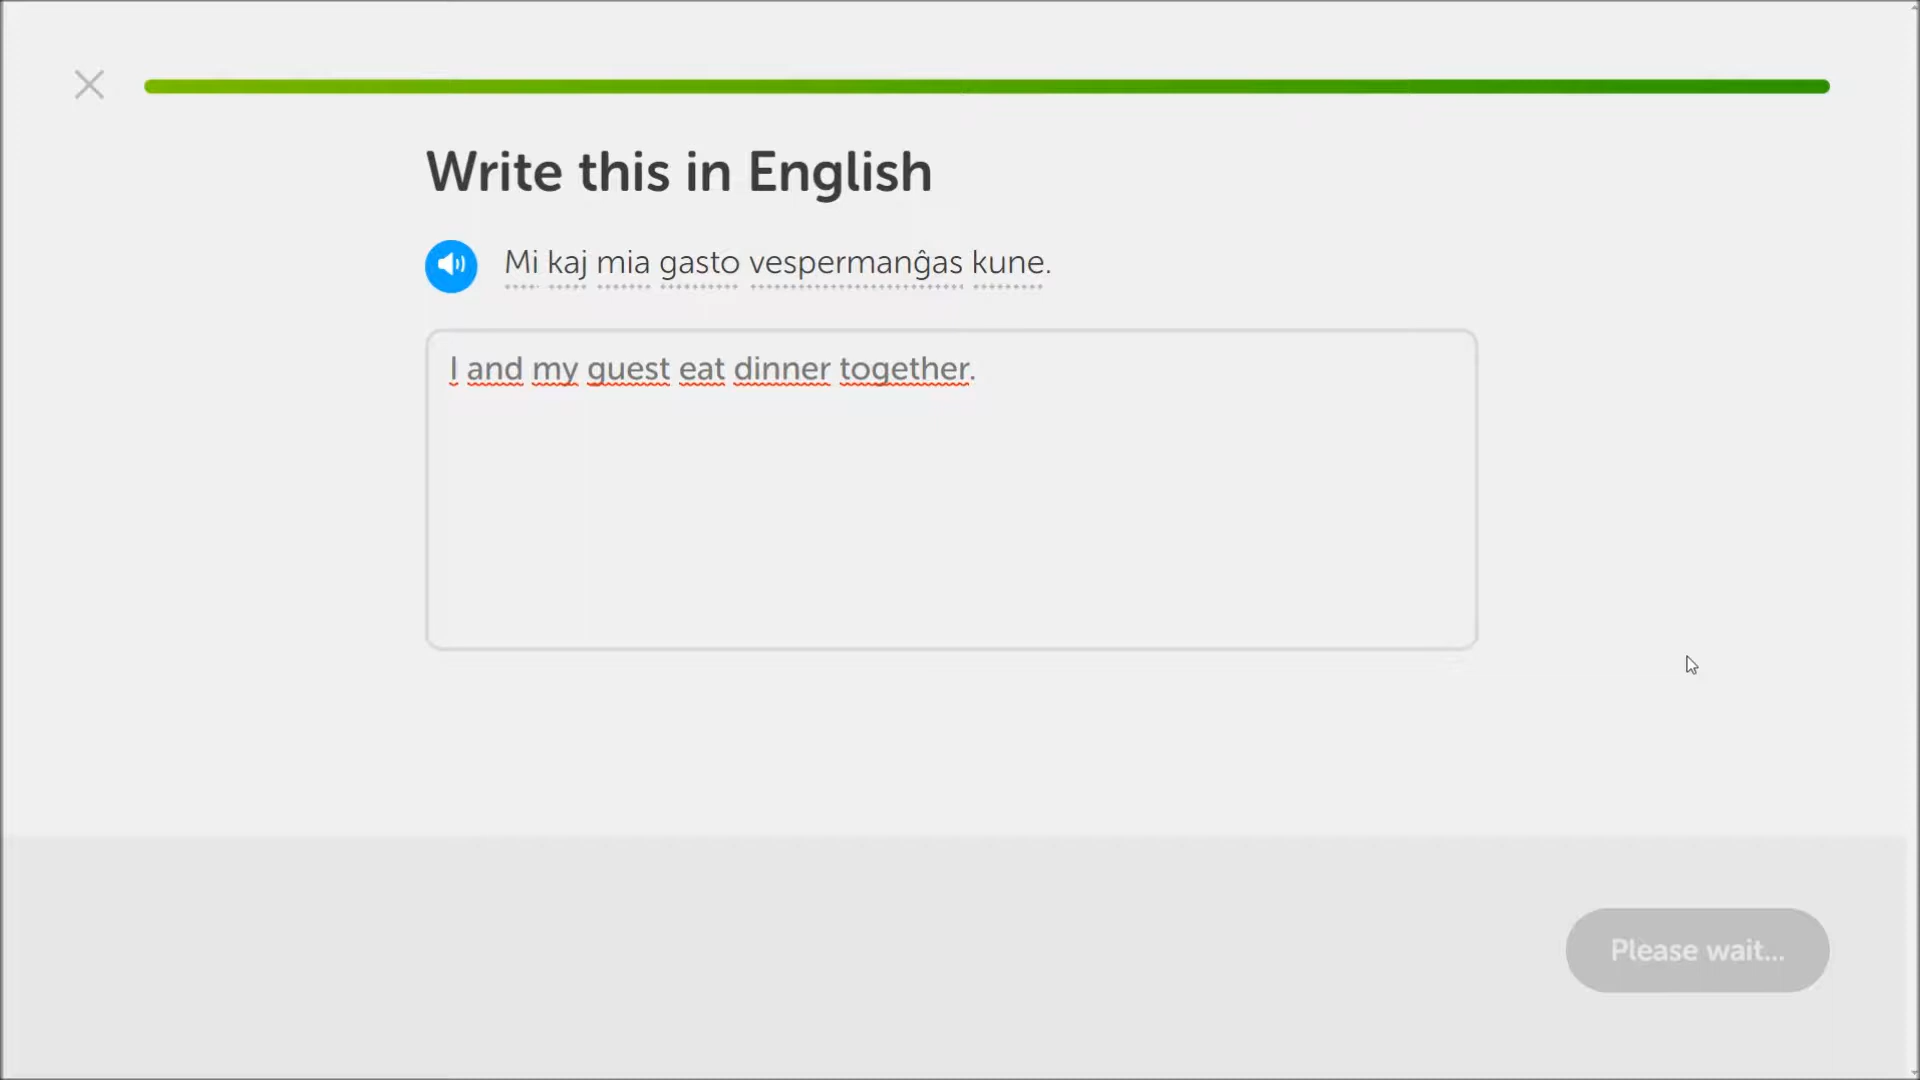 Write this in English
Mi kaj mia gasto vespermanĝas kune.
I and my guest eat dinner together.
Please wait...